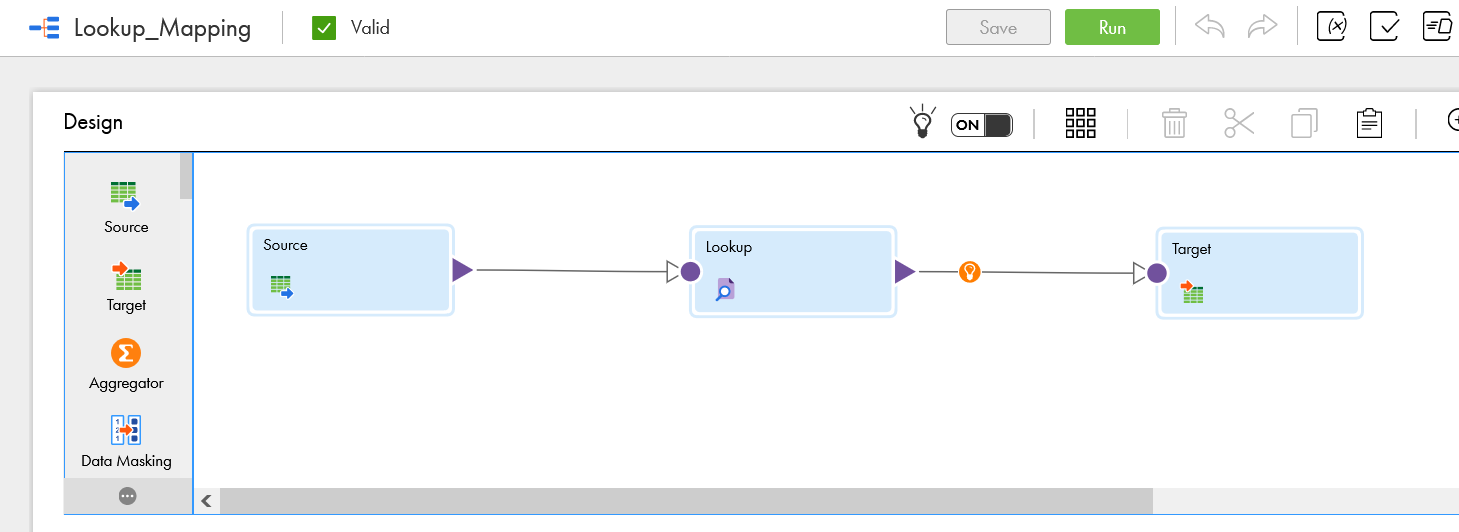 Lookup_Mapping
Valid
Save
Run
(x)
Design
ON
Source
Target
Aggregator
Data Masking
Source
Lookup
Target